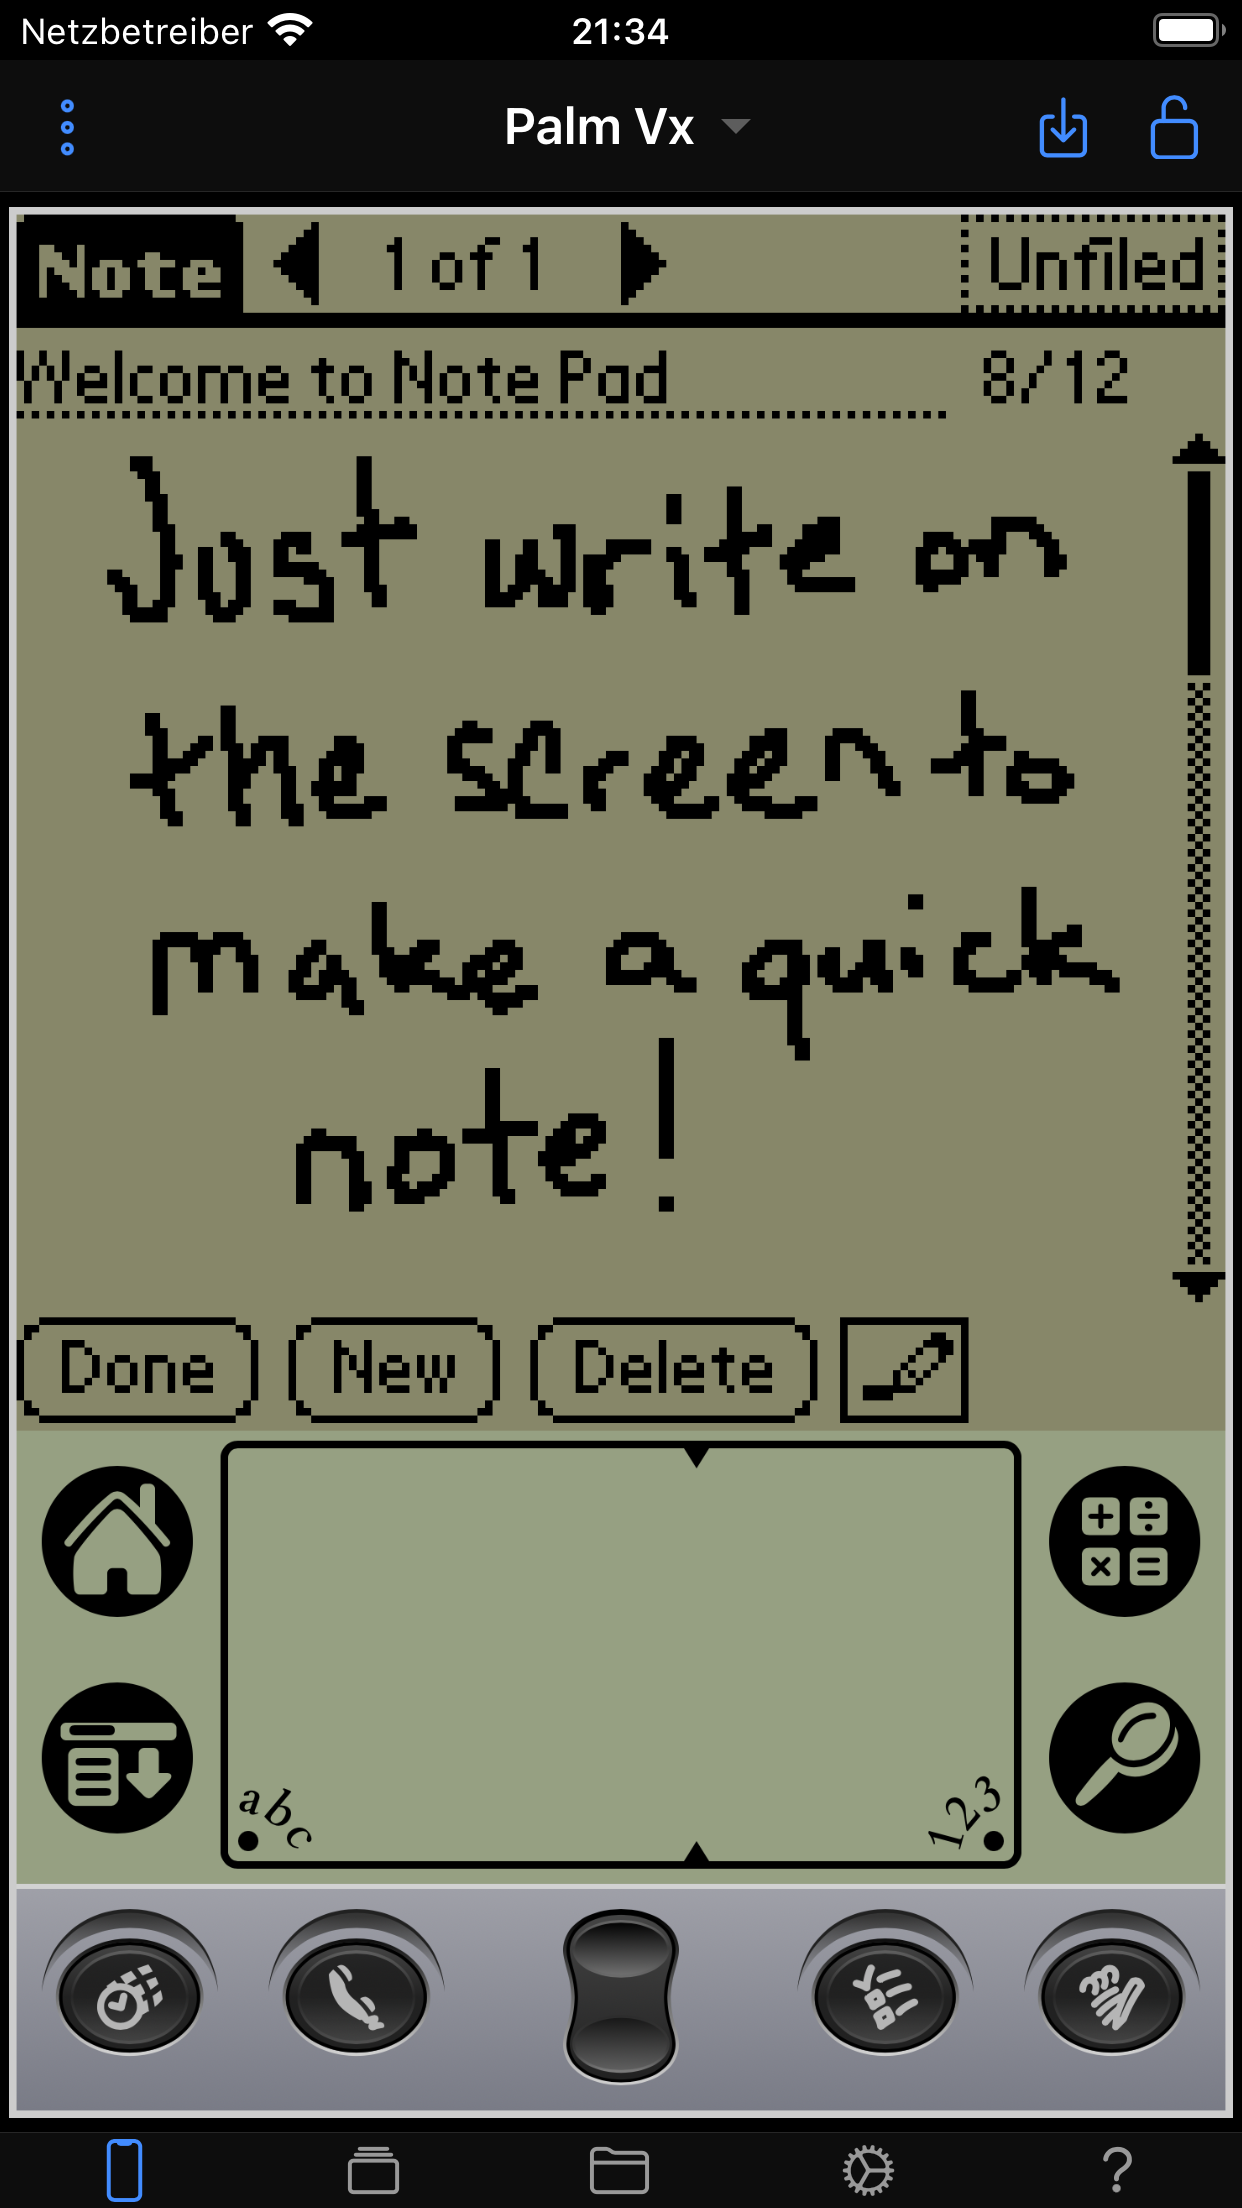 Netzbetreiber 21:34
Palm Vx
Note 1 of 1 Unfiled
Welcome to Note Pad 8/12
Just write on
the screen to
make a quick
note!
Done New Delete
+ ÷
× =
abc 123
?